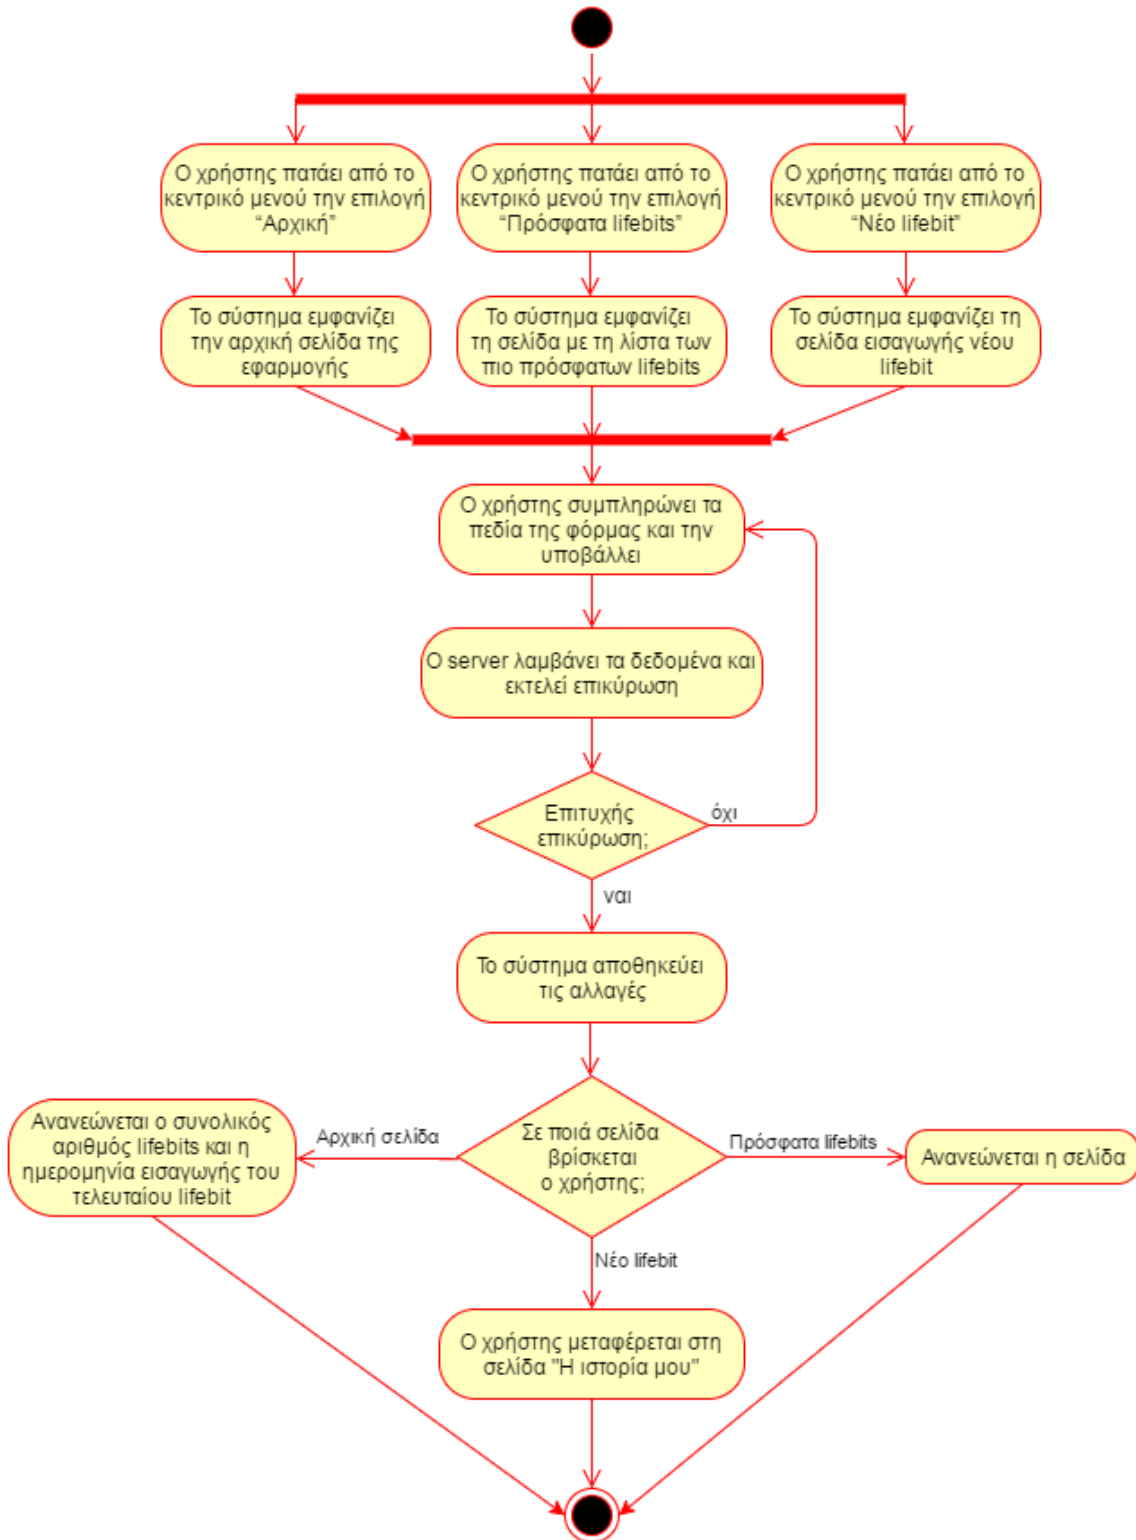 Ο χρήστης πατάει από το
κεντρικό μενού την επιλογή
“Αρχική”
Ο χρήστης πατάει από το
κεντρικό μενού την επιλογή
“Πρόσφατα lifebits”
Ο χρήστης πατάει από το
κεντρικό μενού την επιλογή
“Νέο lifebit”
Το σύστημα εμφανίζει
την αρχική σελίδα της
εφαρμογής
Το σύστημα εμφανίζει
τη σελίδα με τη λίστα των
πιο πρόσφατων lifebits
Το σύστημα εμφανίζει τη
σελίδα εισαγωγής νέου
lifebit
Ο χρήστης συμπληρώνει τα
πεδία της φόρμας και την
υποβάλλει
Ο server λαμβάνει τα δεδομένα και
εκτελεί επικύρωση
Επιτυχής
επικύρωση;
όχι
ναι
Το σύστημα αποθηκεύει
τις αλλαγές
Σε ποιά σελίδα
βρίσκεται
ο χρήστης;
Αρχική σελίδα
Πρόσφατα lifebits
Νέο lifebit
Ανανεώνεται ο συνολικός
αριθμός lifebits και η
ημερομηνία εισαγωγής του
τελευταίου lifebit
Ανανεώνεται η σελίδα
Ο χρήστης μεταφέρεται στη
σελίδα "Η ιστορία μου"